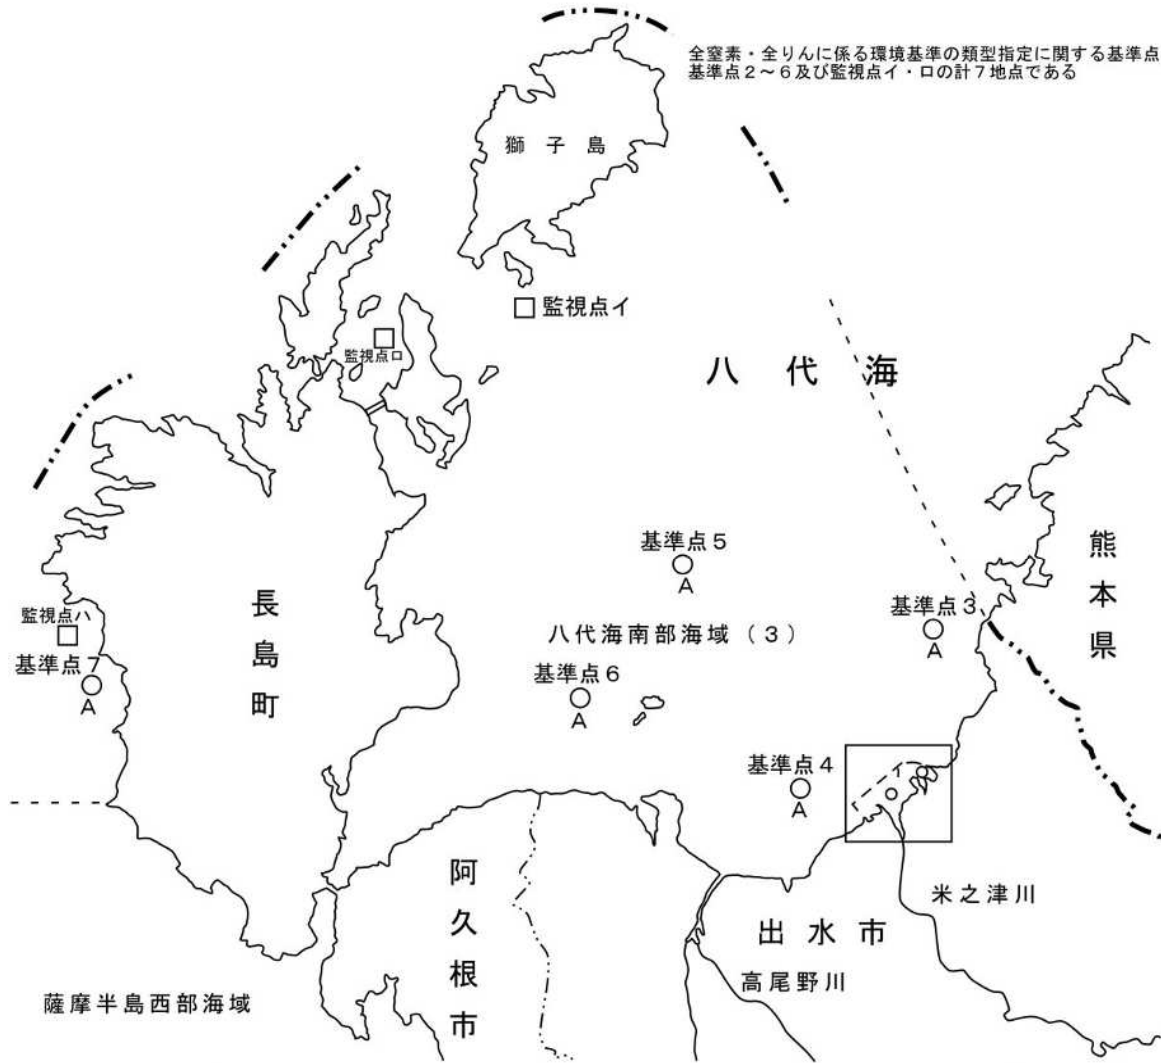 全窒素・全りんに係る環境基準の類型指定に関する基準点
基準点２～６及び監視点イ・ロの計７地点である
獅子島
監視点イ
監視点ロ
八代海
基準点５
A
熊本県
長島町
基準点３
A
監視点ハ
八代海南部海域（３）
基準点７
A
基準点６
A
基準点４
A
阿久根市
米之津川
出水市
高尾野川
薩摩半島西部海域